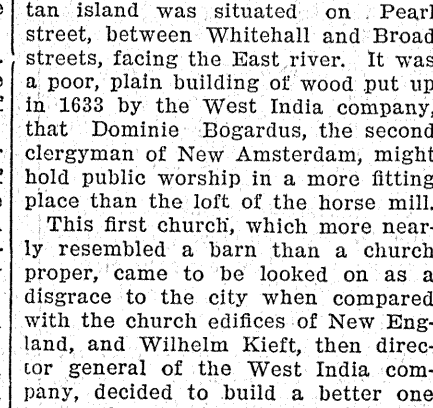 tan island was situated on Pearl
street, between Whitehall and Broad
streets, facing the East river. It was
a poor, plain building of wood put up
in 1633 by the West India company,
that Dominie Bogardus, the second
clergyman of New Amsterdam, might
hold public worship in a more fitting
place than the loft of the horse mill.
This first church, which more near-
ly resembled a barn than a church
proper, came to be looked on as a
disgrace to the city when compared
with the church edifices of New Eng-
land, and Wilhelm Kieft, then direc-
tor general of the West India com-
pany, decided to build a better one